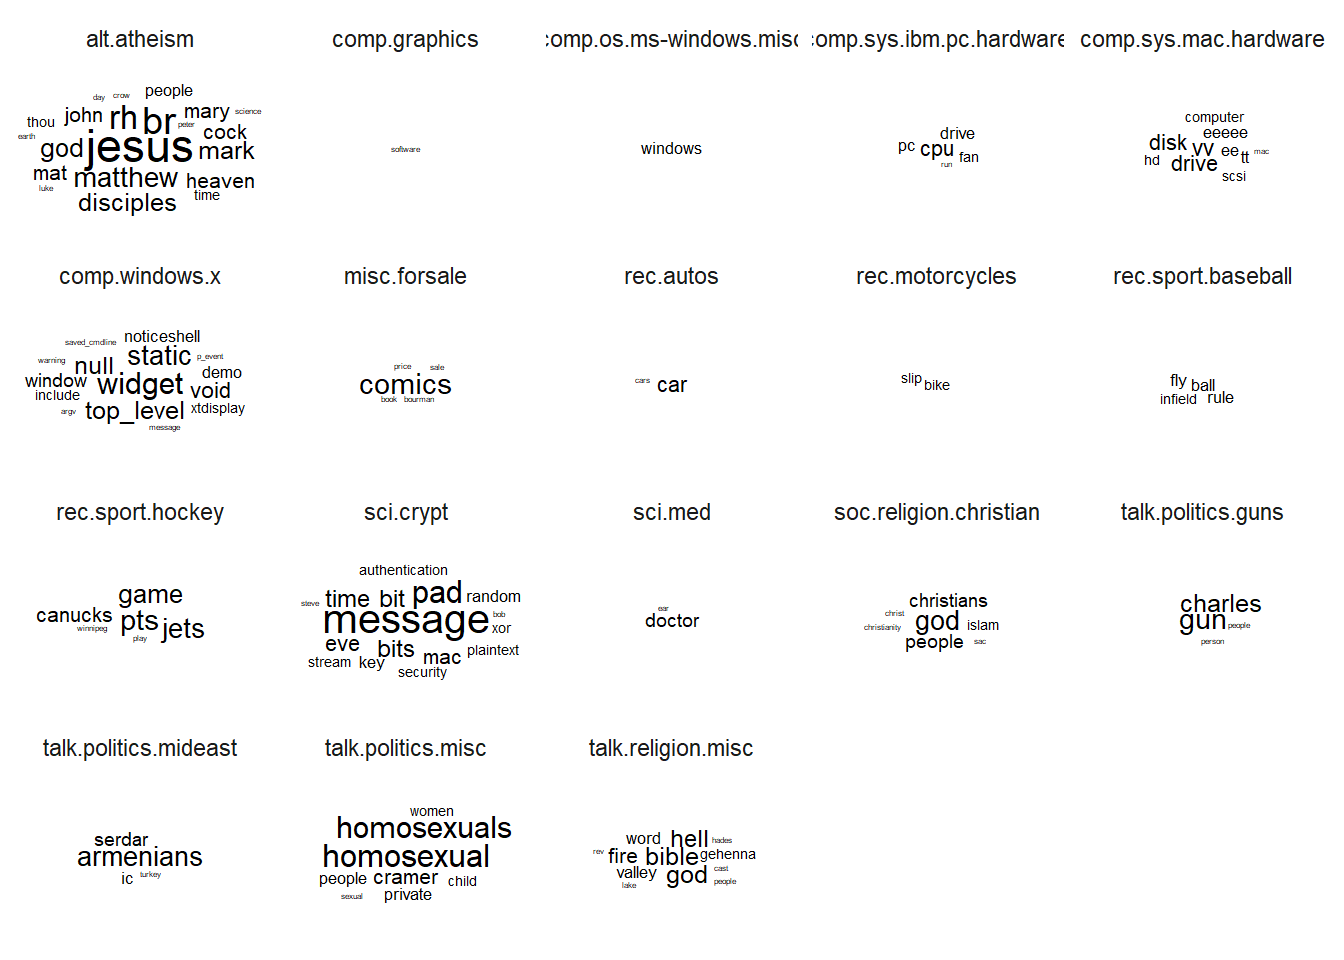 alt.atheism
comp.graphics
comp.os.ms-windows.misc
comp.sys.ibm.pc.hardware
comp.sys.mac.hardware
day crow people
thou john rh br mary science
earth peter cock
god jesus mark
mat matthew heaven
luke disciples time
software
windows
drive
pc cpu fan
run
computer
eeeee
disk vv ee tt mac
hd drive
scsi
comp.windows.x
misc.forsale
rec.autos
rec.motorcycles
rec.sport.baseball
saved_cmdline noticeshell
warning null static p_event
window widget demo
include void
argv top_level xtdisplay
message
price sale
comics
book bourman
cars car
slip bike
fly ball
infield rule
rec.sport.hockey
sci.crypt
sci.med
soc.religion.christian
talk.politics.guns
game
canucks pts jets
winnipeg play
authentication
steve time bit pad random
message bob
xor
eve bits mac plaintext
stream key
security
ear
doctor
christians
christ god islam
christianity
people sac
charles
gun people
person
talk.politics.mideast
talk.politics.misc
talk.religion.misc
serdar
armenians
ic turkey
women
homosexuals
homosexual
people cramer child
sexual private
word hell hades
rev fire bible gehenna
valley god cast
lake people